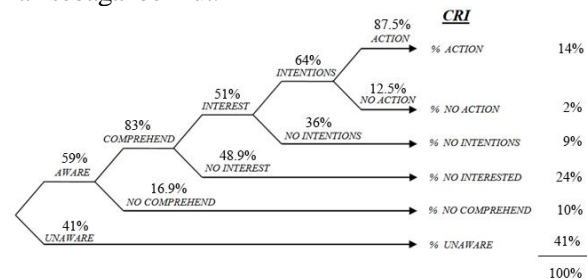 CRI
87.5%
ACTION
% ACTION 14%
64%
INTENTIONS
12.5%
NO ACTION
% NO ACTION 2%
51%
INTEREST
36%
NO INTENTIONS
% NO INTENTIONS 9%
83%
COMPREHEND
48.9%
NO INTEREST
% NO INTERESTED 24%
59%
AWARE
16.9%
NO COMPREHEND
% NO COMPREHEND 10%
41%
UNAWARE
% UNAWARE 41%
100%